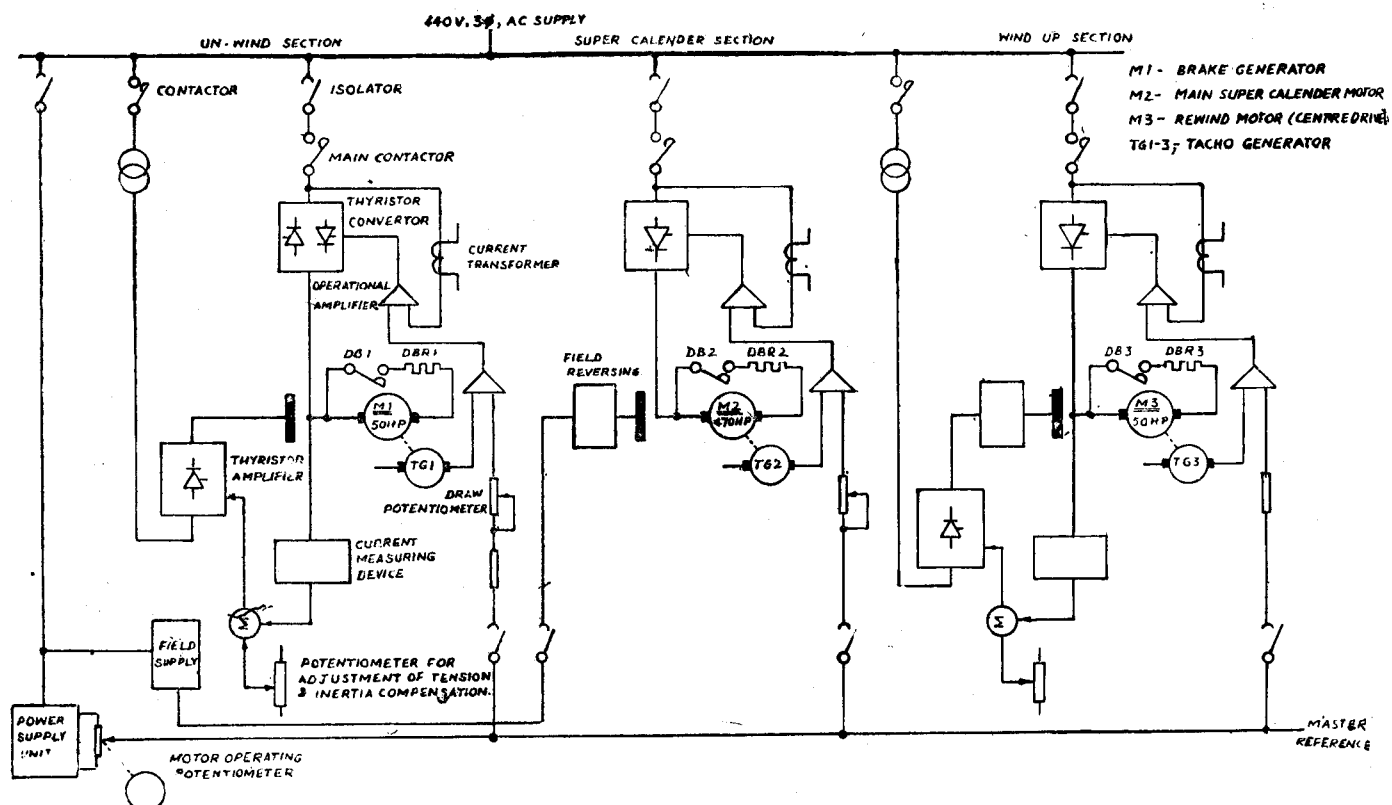 440V. 3ϕ, AC SUPPLY
UN-WIND SECTION
SUPER CALENDER SECTION
WIND UP SECTION
M1- BRAKE GENERATOR
M2- MAIN SUPER CALENDER MOTOR
M3- REWIND MOTOR (CENTRE DRIVE)
TG1-3; TACHO GENERATOR
CONTACTOR
ISOLATOR
MAIN CONTACTOR
THYRISTOR
CONVERTOR
CURRENT
TRANSFORMER
OPERATIONAL
AMPLIFIER
DB1
DBR1
M1
50HP
TG1
FIELD
REVERSING
DB2
DBR2
M2
470HP
TG2
DB3
DBR3
M3
50HP
TG3
THYRISTOR
AMPLIFIER
DRAW
POTENTIOMETER
CURRENT
MEASURING
DEVICE
Σ
Σ
FIELD
SUPPLY
POTENTIOMETER FOR
ADJUSTMENT OF TENSION
& INERTIA COMPENSATION.
POWER
SUPPLY
UNIT
MOTOR OPERATING
POTENTIOMETER
MASTER
REFERENCE